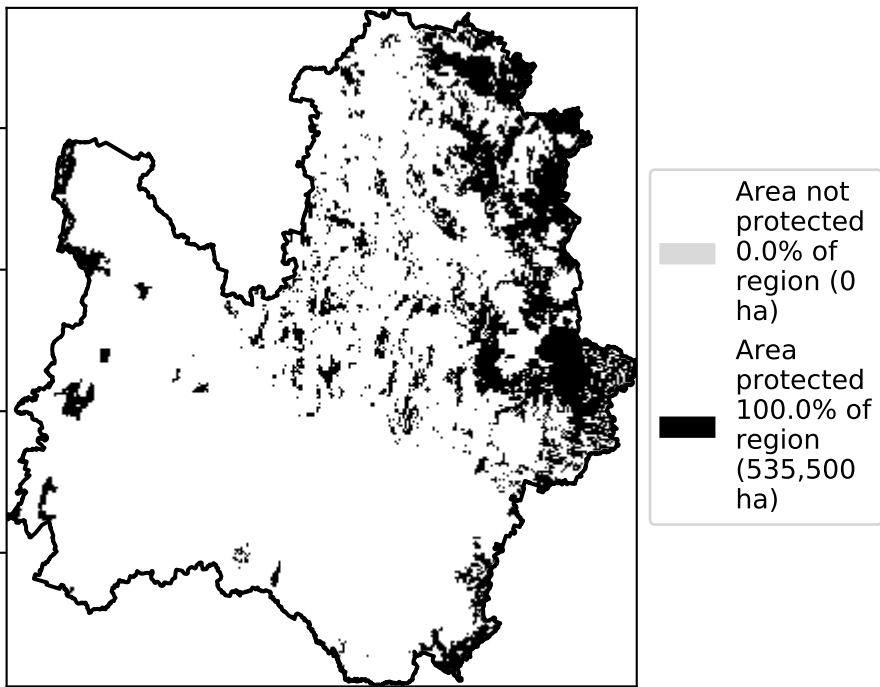 Area not
protected
0.0% of
region (0
ha)
Area
protected
100.0% of
region
(535,500
ha)